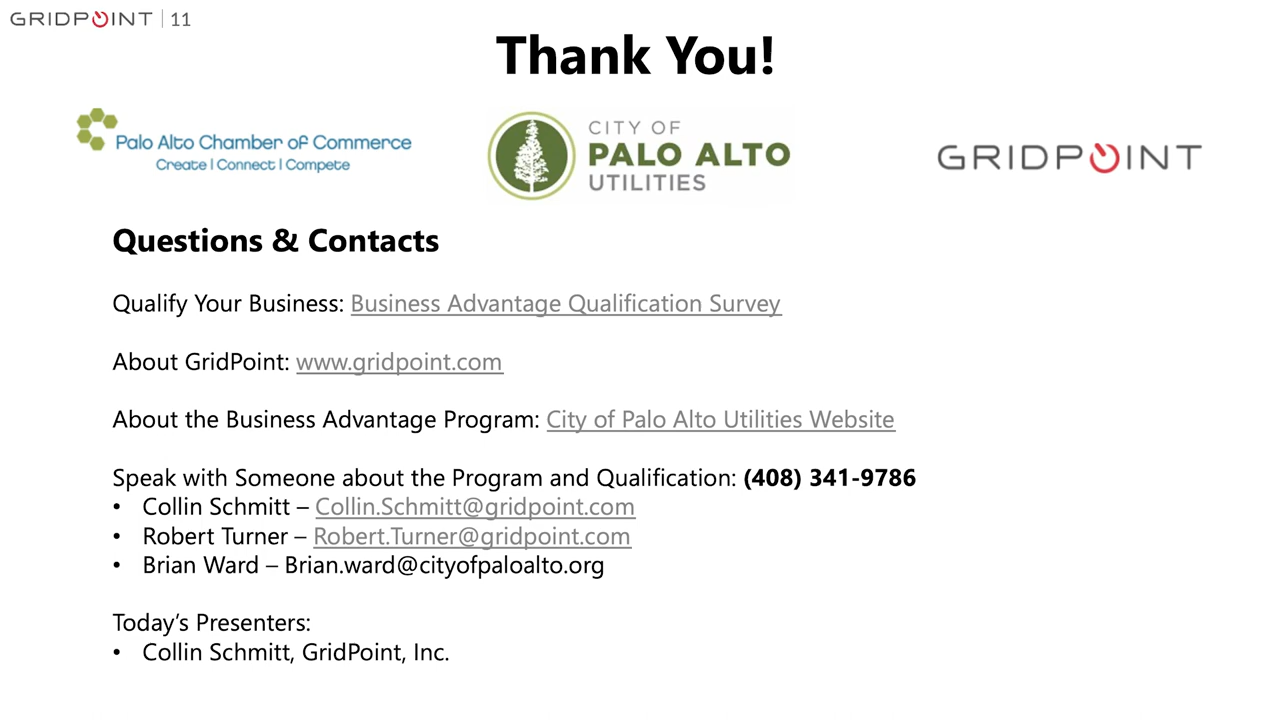 GRIDPOINT | 11
Thank You!
Palo Alto Chamber of Commerce
Create | Connect | Compete
CITY OF
PALO ALTO
UTILITIES
GRIDPOINT
Questions & Contacts
Qualify Your Business: Business Advantage Qualification Survey
About GridPoint: www.gridpoint.com
About the Business Advantage Program: City of Palo Alto Utilities Website
Speak with Someone about the Program and Qualification: (408) 341-9786
• Collin Schmitt – Collin.Schmitt@gridpoint.com
• Robert Turner – Robert.Turner@gridpoint.com
• Brian Ward – Brian.ward@cityofpaloalto.org
Today’s Presenters:
• Collin Schmitt, GridPoint, Inc.